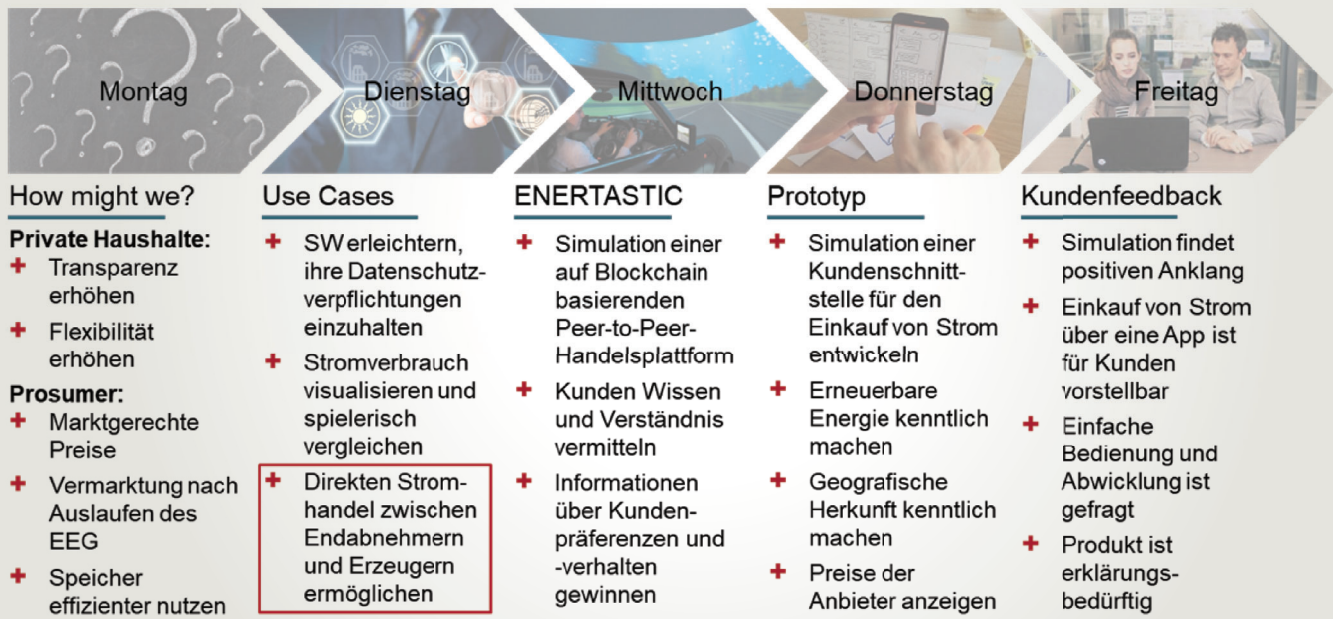 Montag
Dienstag
Mittwoch
Donnerstag
Freitag
How might we?
Private Haushalte:
+ Transparenz
erhöhen
+ Flexibilität
erhöhen
Prosumer:
+ Marktgerechte
Preise
+ Vermarktung nach
Auslaufen des
EEG
+ Speicher
effizienter nutzen
Use Cases
+ SW erleichtern,
ihre Datenschutz-
verpflichtungen
einzuhalten
+ Stromverbrauch
visualisieren und
spielerisch
vergleichen
+ Direkten Strom-
handel zwischen
Endabnehmern
und Erzeugern
ermöglichen
ENERTASTIC
+ Simulation einer
auf Blockchain
basierenden
Peer-to-Peer-
Handelsplattform
+ Kunden Wissen
und Verständnis
vermitteln
+ Informationen
über Kunden-
präferenzen und
-verhalten
gewinnen
Prototyp
+ Simulation einer
Kundenschnitt-
stelle für den
Einkauf von Strom
entwickeln
+ Erneuerbare
Energie kenntlich
machen
+ Geografische
Herkunft kenntlich
machen
+ Preise der
Anbieter anzeigen
Kundenfeedback
+ Simulation findet
positiven Anklang
+ Einkauf von Strom
über eine App ist
für Kunden
vorstellbar
+ Einfache
Bedienung und
Abwicklung ist
gefragt
+ Produkt ist
erklärungs-
bedürftig